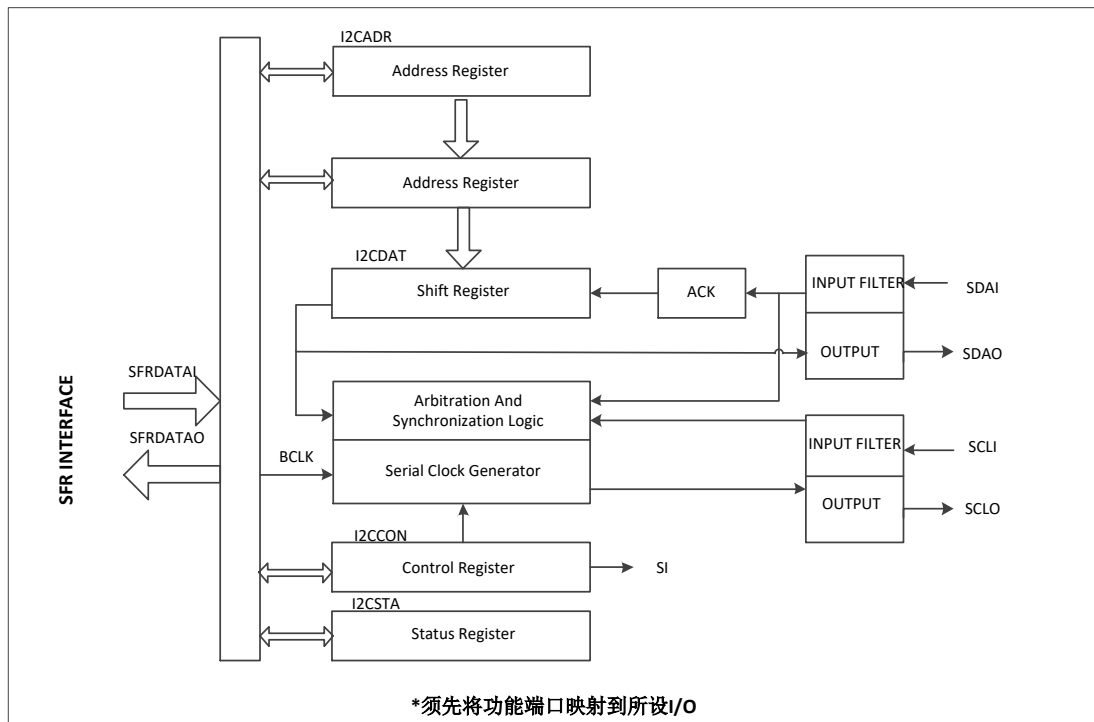 I2CADR
Address Register
Address Register
I2CDAT
Shift Register
ACK
INPUT FILTER
SDAI
OUTPUT
SDAO
SFRDATAI
SFRDATAO
SFR INTERFACE
BCLK
Arbitration And
Synchronization Logic
Serial Clock Generator
INPUT FILTER
SCLI
OUTPUT
SCLO
I2CCON
Control Register
SI
I2CSTA
Status Register
*须先将功能端口映射到所设I/O